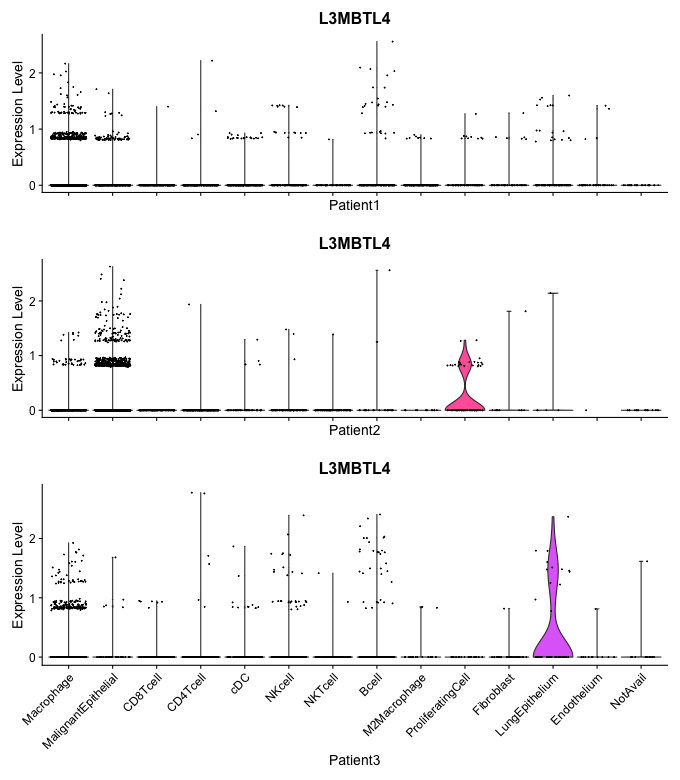 L3MBTL4
Expression Level
2
1
0
Patient1
L3MBTL4
Expression Level
2
1
0
Patient2
L3MBTL4
Expression Level
2
1
0
Macrophage
MalignantEpithelial
CD8Tcell
CD4Tcell
cDC
NKcell
NKTcell
Bcell
M2Macrophage
ProliferatingCell
Fibroblast
LungEpithelium
Endothelium
NotAvail
Patient3